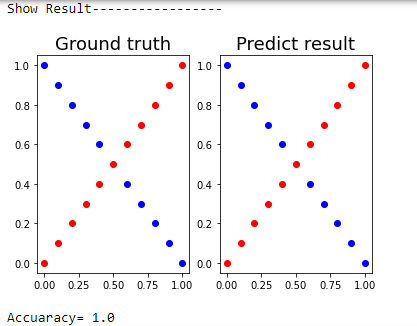 Show Result-----------------
Ground truth Predict result
1.0 1.0
0.8 0.8
0.6 0.6
0.4 0.4
0.2 0.2
0.0 0.0
0.00 0.25 0.50 0.75 1.00 0.00 0.25 0.50 0.75 1.00
Accuaracy= 1.0